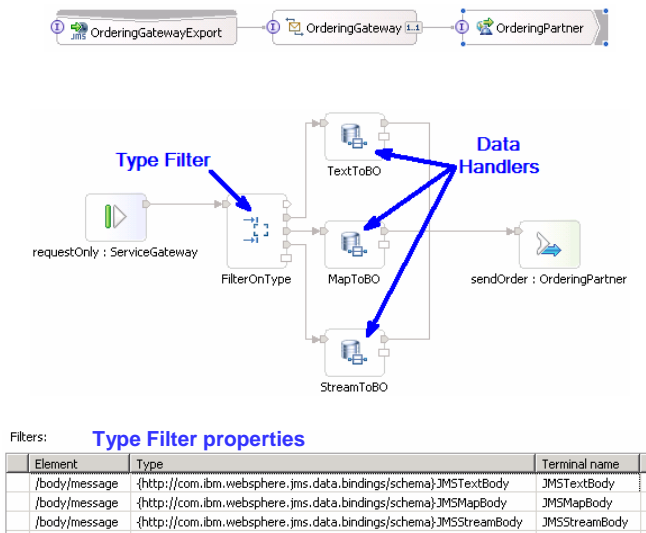 JMS OrderingGatewayExport OrderingGateway 1..1 OrderingPartner
Type Filter
Data
Handlers
TextToBO
requestOnly : ServiceGateway
FilterOnType
MapToBO
sendOrder : OrderingPartner
StreamToBO
Filters: Type Filter properties
Element Type Terminal name
/body/message {http://com.ibm.websphere.jms.data.bindings/schema}JMSTextBody JMSTextBody
/body/message {http://com.ibm.websphere.jms.data.bindings/schema}JMSMapBody JMSMapBody
/body/message {http://com.ibm.websphere.jms.data.bindings/schema}JMSStreamBody JMSStreamBody